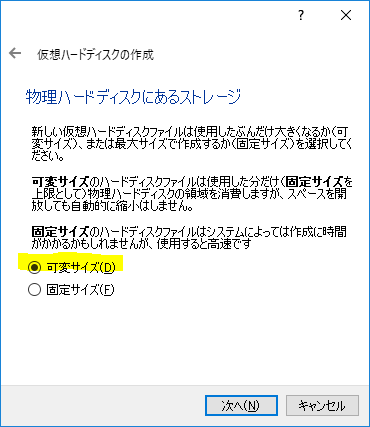 ?
仮想ハードディスクの作成
物理ハードディスクにあるストレージ
新しい仮想ハードディスクファイルは使用したぶんだけ大きくなるか(可
変サイズ)、または最大サイズで作成するか(固定サイズ)を選択してく
ださい。
可変サイズのハードディスクファイルは使用した分だけ(固定サイズを
上限として)物理ハードディスクの領域を消費しますが、スペースを開
放しても自動的に縮小はしません。
固定サイズのハードディスクファイルはシステムによっては作成に時間
がかかるかもしれませんが、使用すると高速です
可変サイズ(D)
固定サイズ(F)
次へ(N)
キャンセル